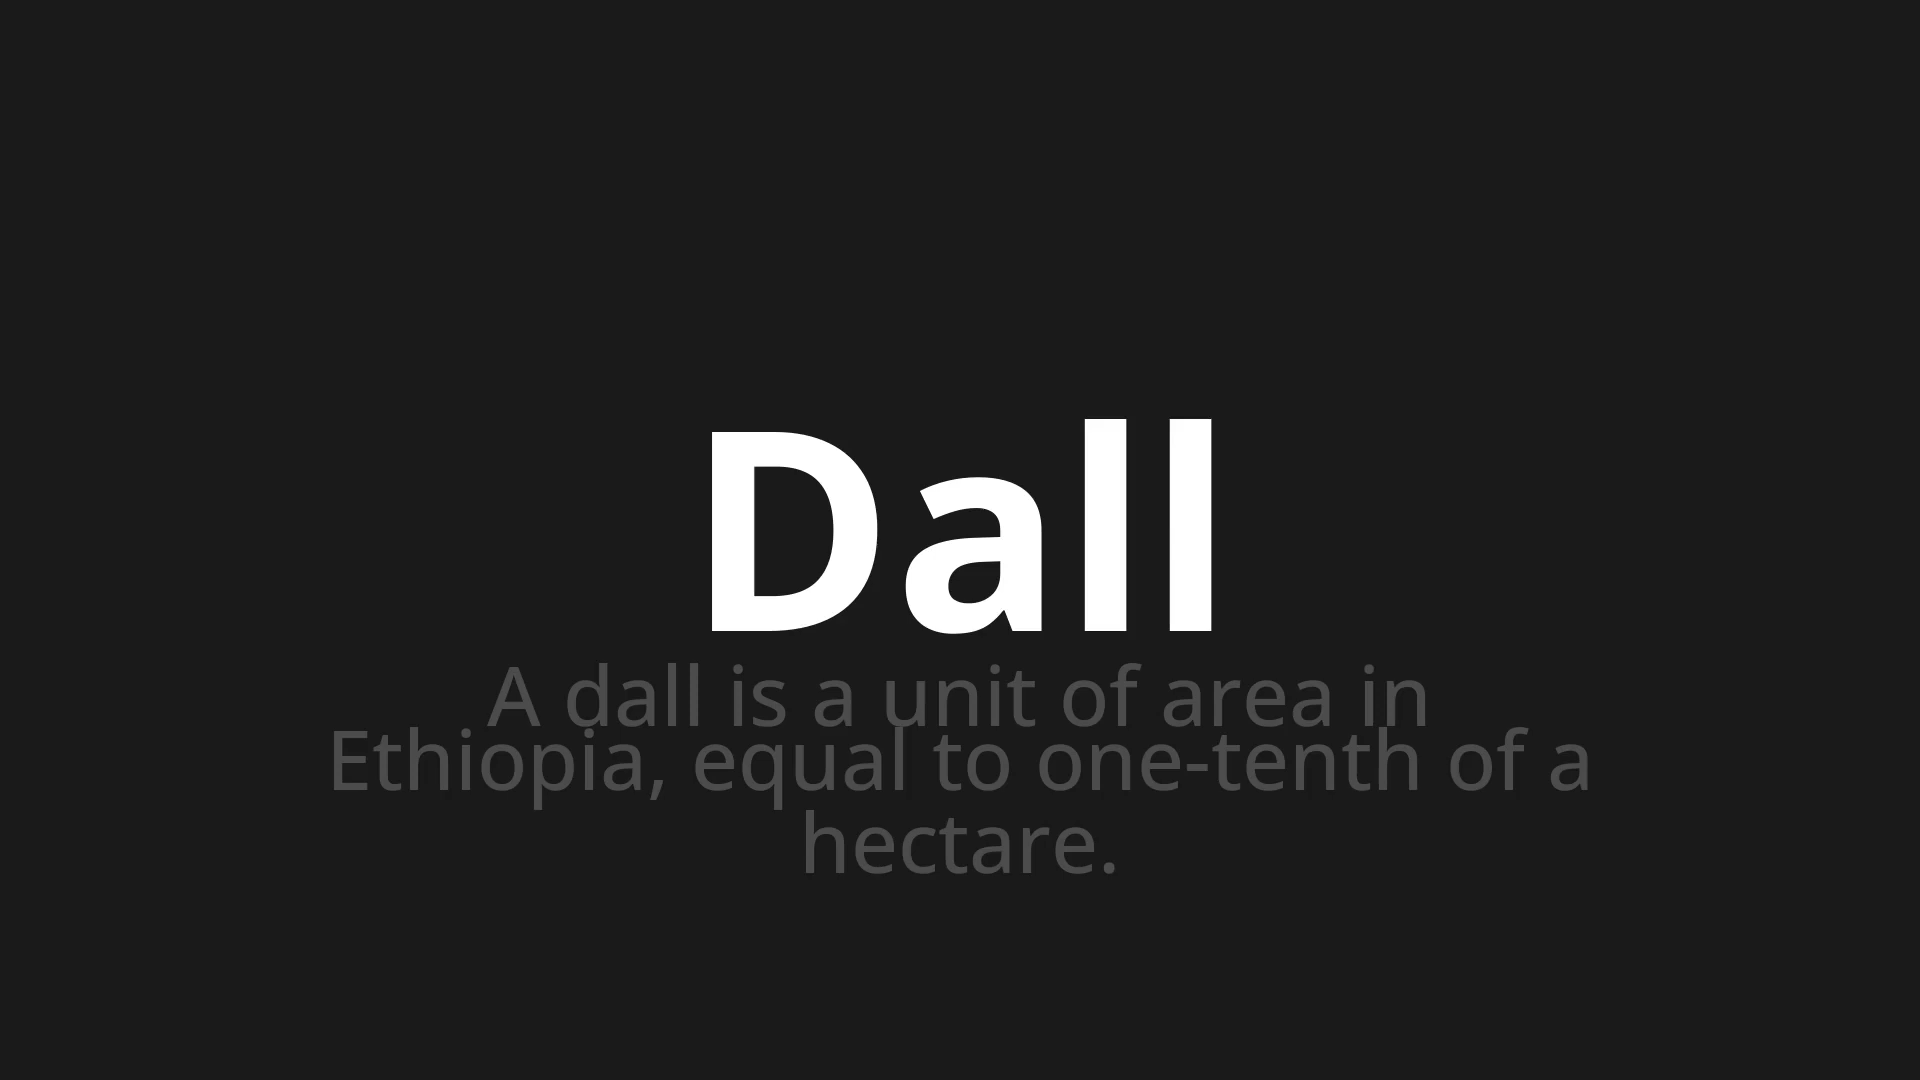 Dall
A dall is a unit of area in
Ethiopia, equal to one-tenth of a
hectare.